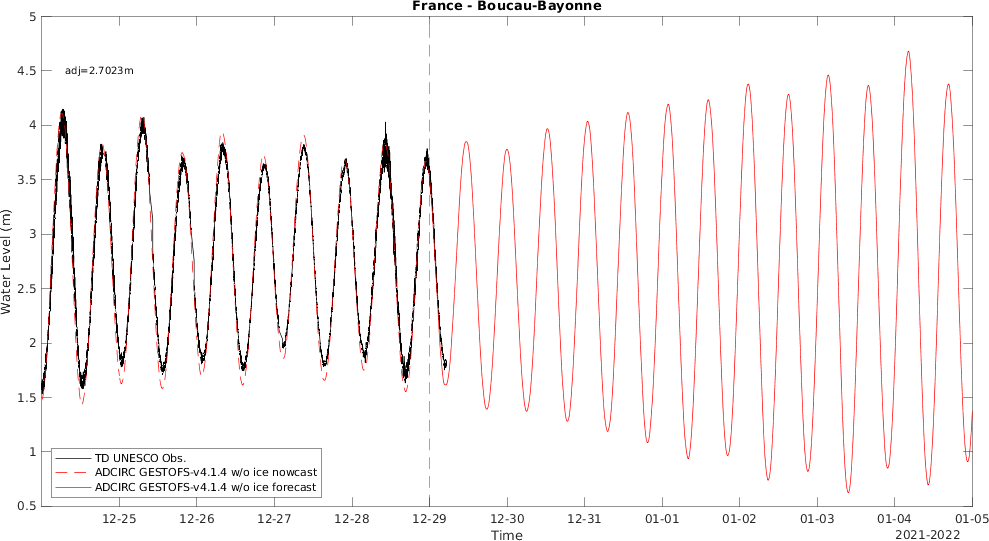 France - Boucau-Bayonne
5
4.5
4
3.5
3
2.5
2
1.5
1
0.5
Water Level (m)
adj=2.7023m
TD UNESCO Obs.
ADCIRC GESTOFS-v4.1.4 w/o ice nowcast
ADCIRC GESTOFS-v4.1.4 w/o ice forecast
12-25 12-26 12-27 12-28 12-29 12-30 12-31 01-01 01-02 01-03 01-04 01-05
Time
2021-2022